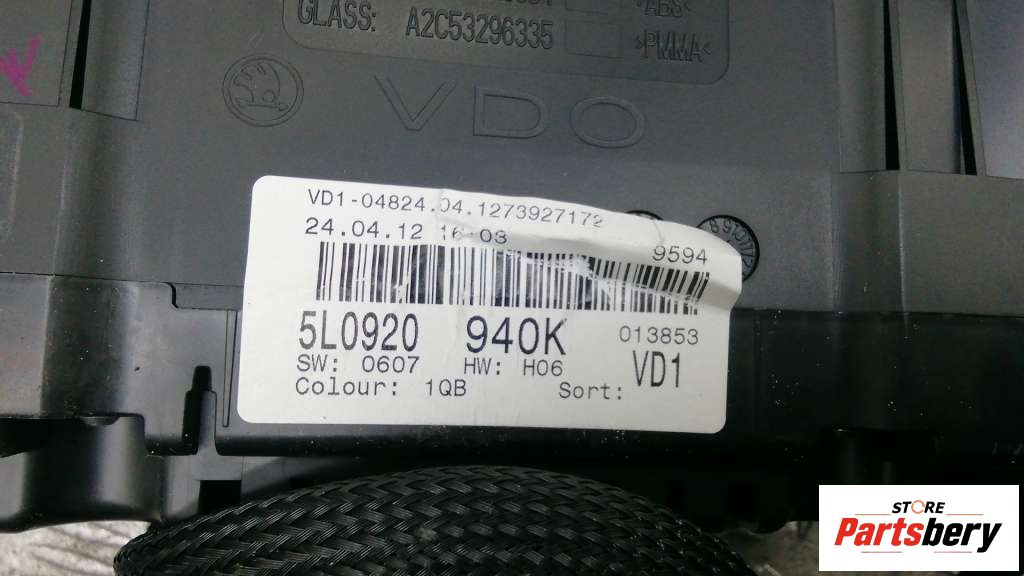 >ABS<
GLASS: A2C53296335
>PMMA<
VDO
VD1-04824.04.1273927172
24.04.12 16:03
9594
5L0920 940K
013853
SW: 0607 HW: H06
VD1
Colour: 1QB Sort:
STORE
Partsbery